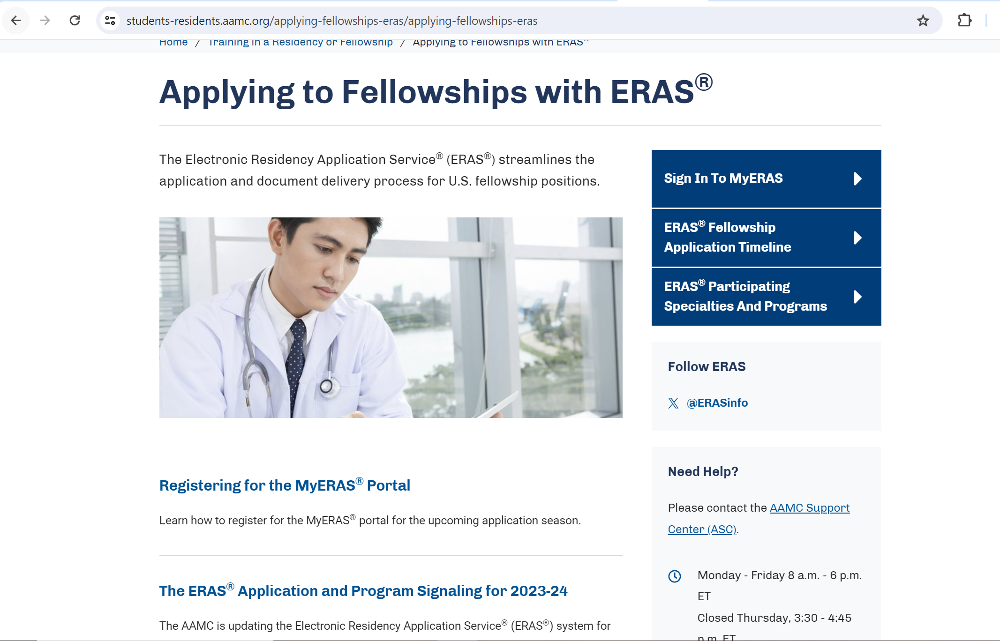 students-residents.aamc.org/applying-fellowships-eras/applying-fellowships-eras
Home / Training in a Residency or Fellowship / Applying to Fellowships with ERAS®
Applying to Fellowships with ERAS®
The Electronic Residency Application Service® (ERAS®) streamlines the
application and document delivery process for U.S. fellowship positions.
Registering for the MyERAS® Portal
Learn how to register for the MyERAS® portal for the upcoming application season.
The ERAS® Application and Program Signaling for 2023-24
The AAMC is updating the Electronic Residency Application Service® (ERAS®) system for
Sign In To MyERAS
ERAS® Fellowship
Application Timeline
ERAS® Participating
Specialties And Programs
Follow ERAS
@ERASinfo
Need Help?
Please contact the AAMC Support
Center (ASC).
Monday - Friday 8 a.m. - 6 p.m.
ET
Closed Thursday, 3:30 - 4:45
p.m. ET